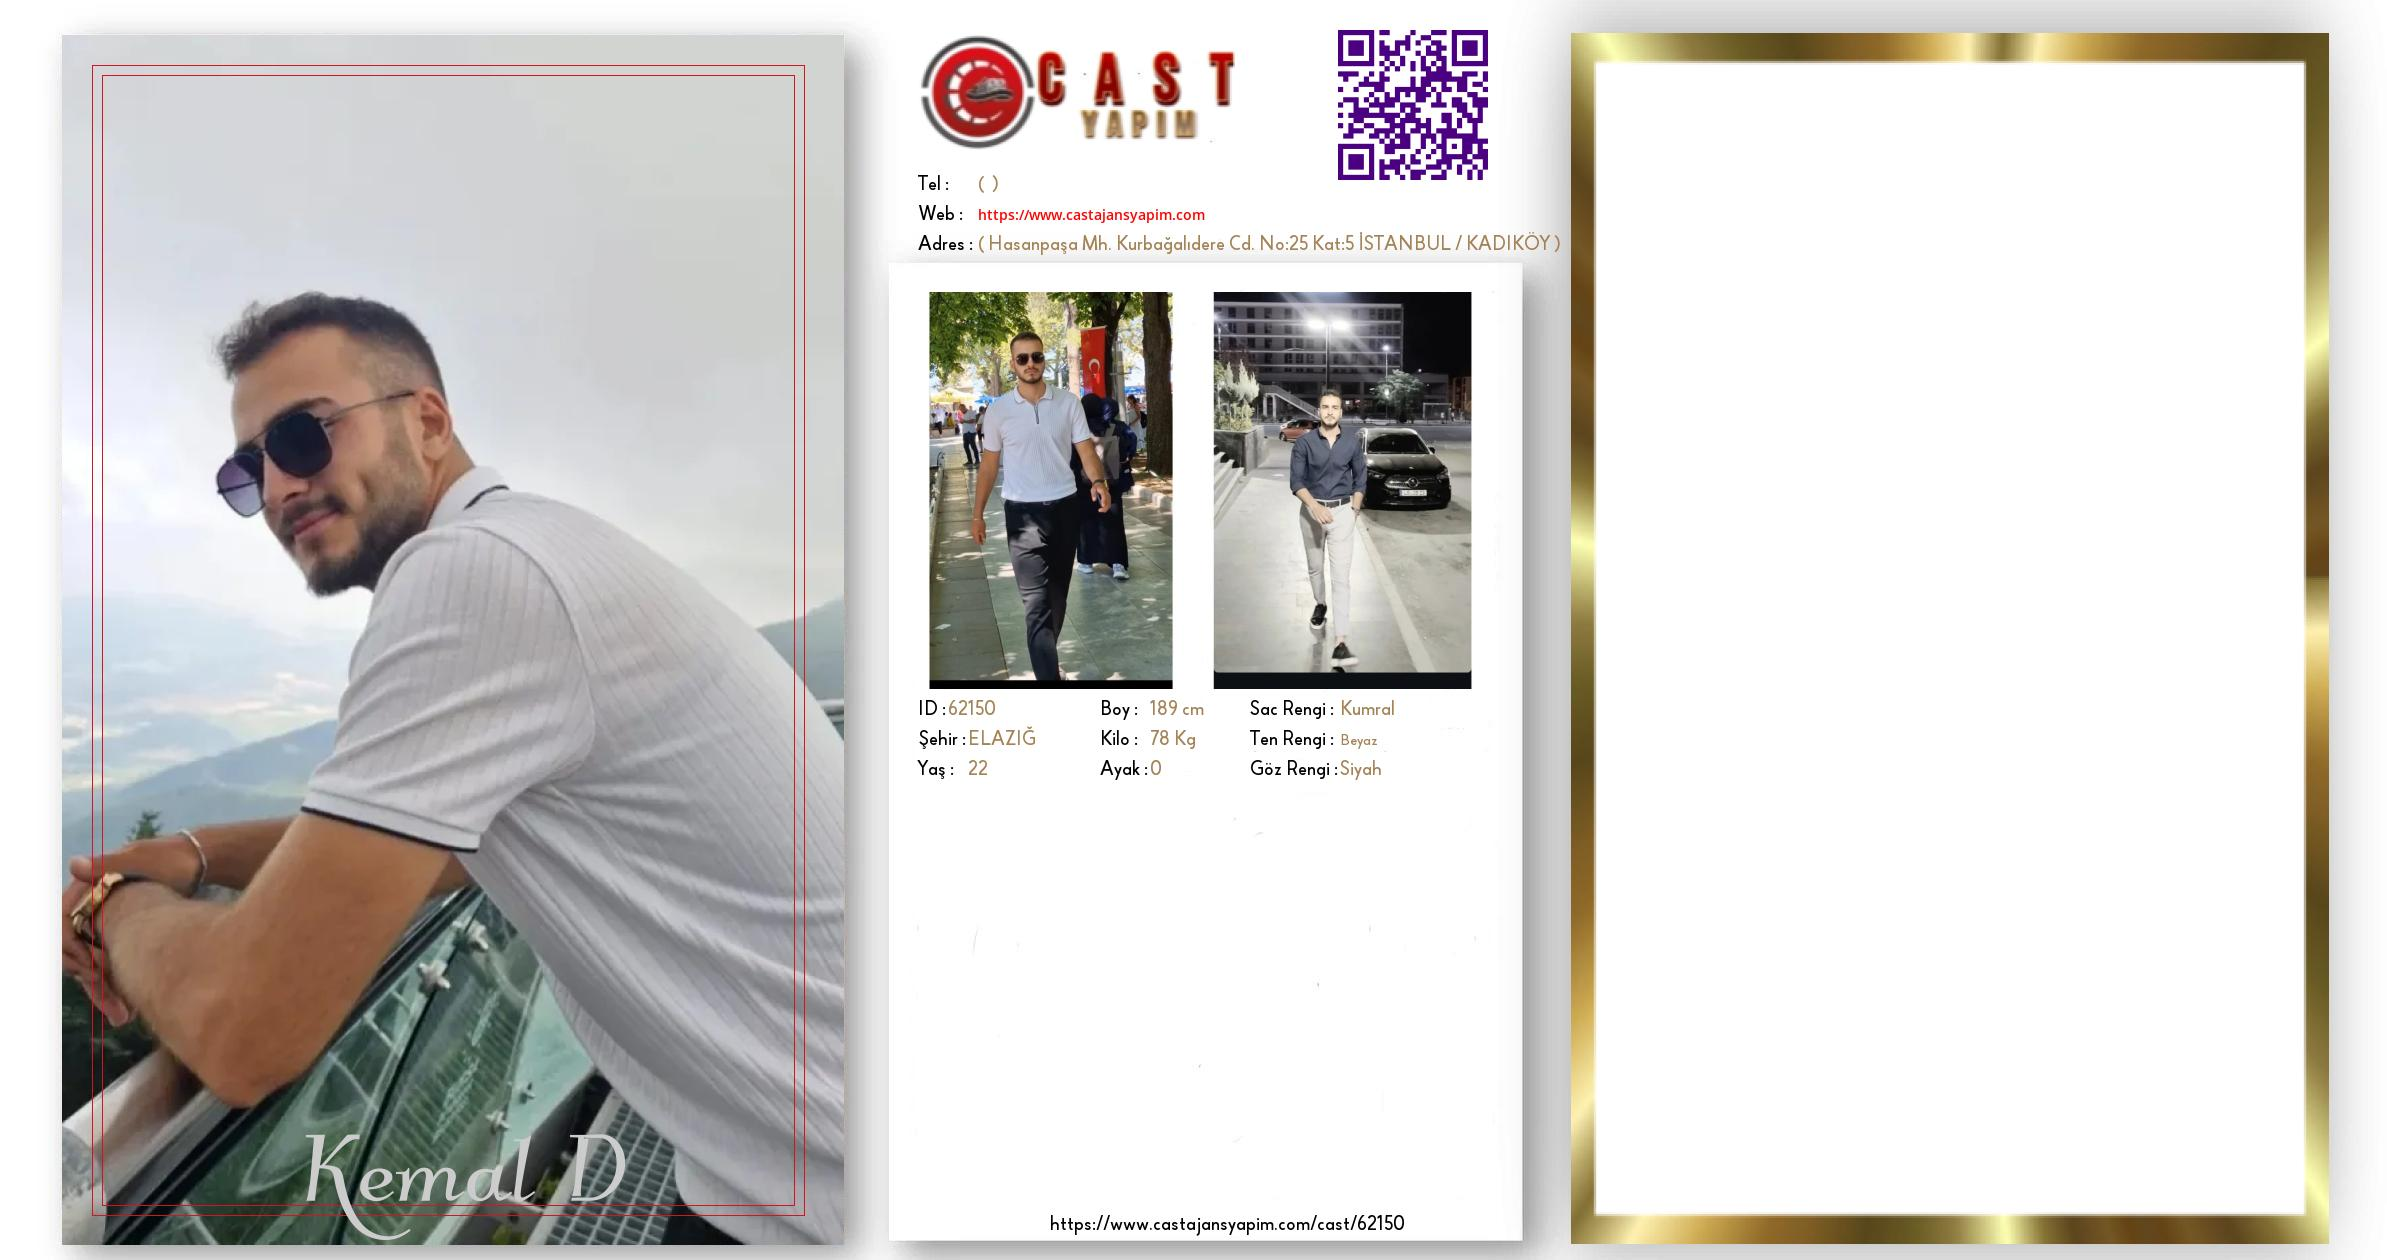 Kemal D
CAST
YAPIM
Tel : ( )
Web : https://www.castajansyapim.com
Adres : ( Hasanpaşa Mh. Kurbağalıdere Cd. No:25 Kat:5 İSTANBUL / KADIKÖY )
ID : 62150 Boy : 189 cm Sac Rengi : Kumral
Şehir : ELAZIĞ Kilo : 78 Kg Ten Rengi : Beyaz
Yaş : 22 Ayak : 0 Göz Rengi : Siyah
https://www.castajansyapim.com/cast/62150